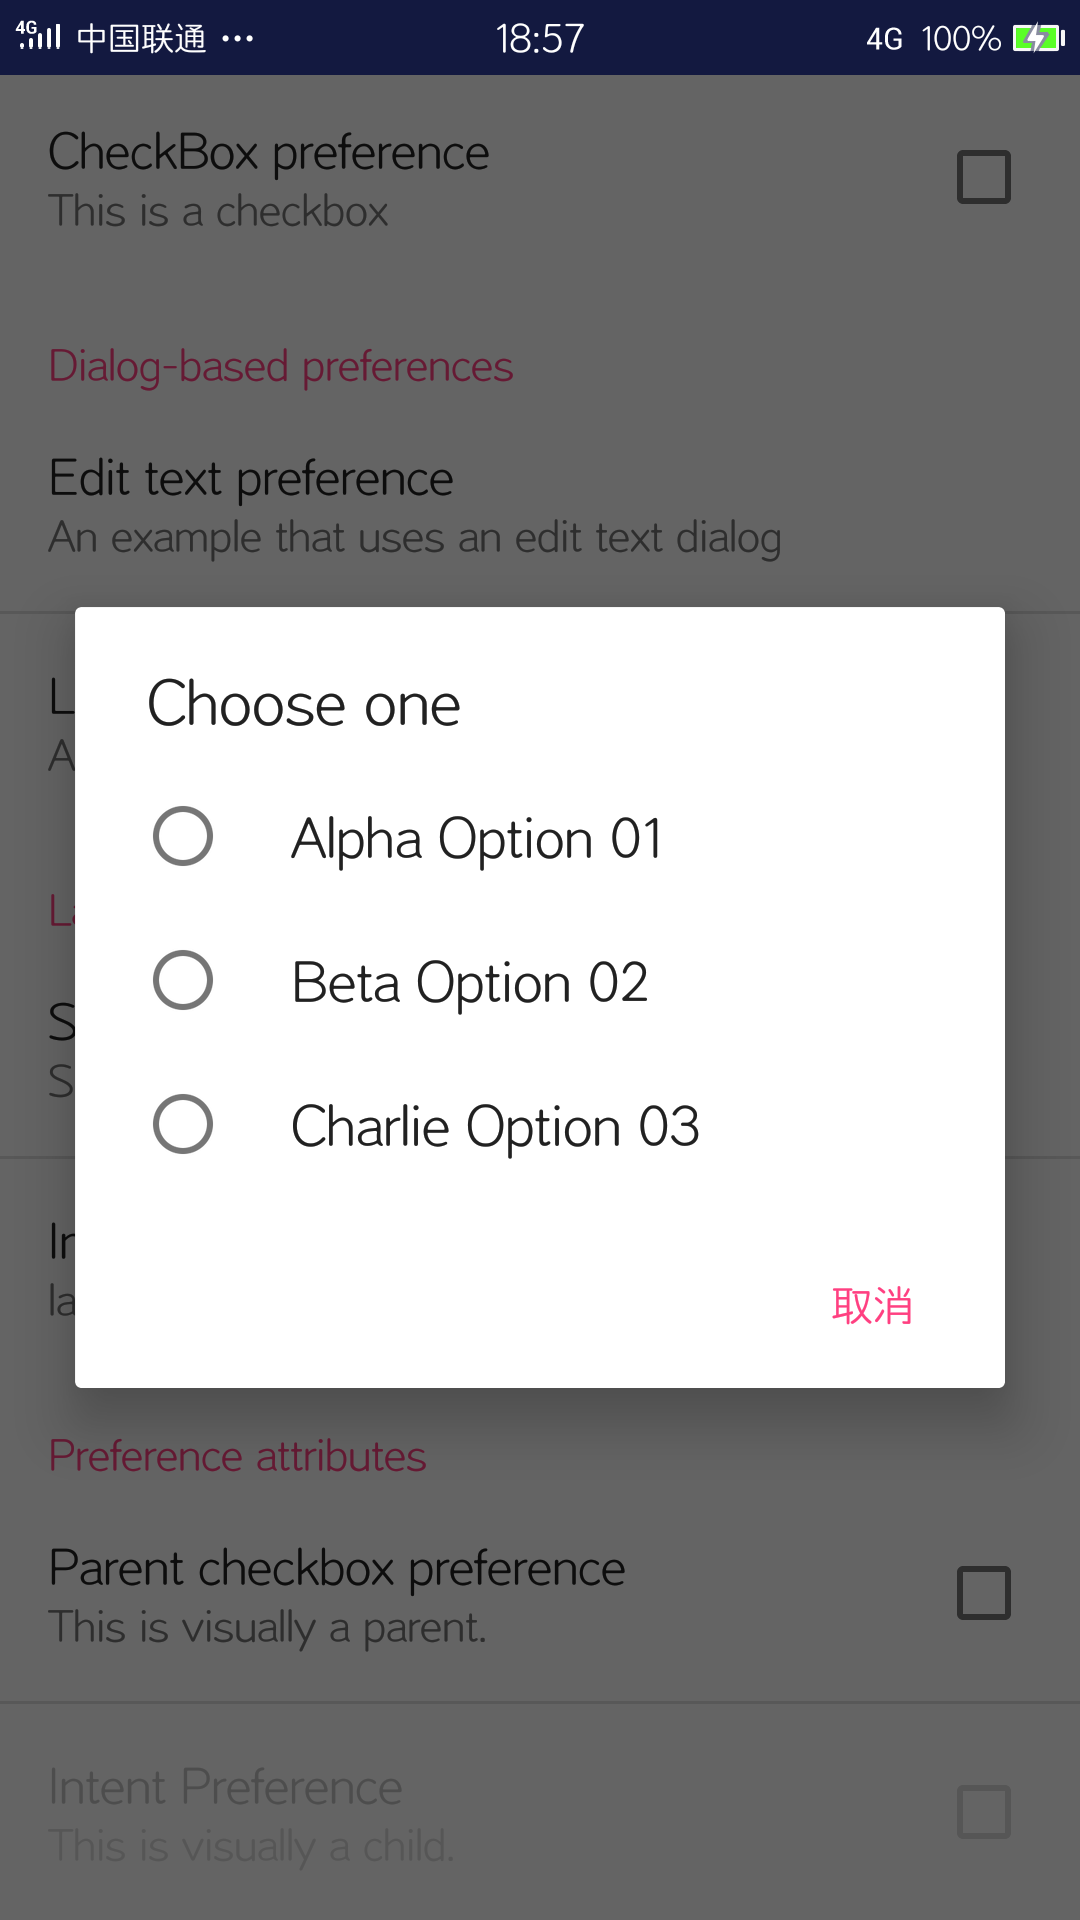 4G 中国联通 ··· 18:57 4G 100%
CheckBox preference
This is a checkbox
Dialog-based preferences
Edit text preference
An example that uses an edit text dialog
L
A
Choose one
Alpha Option 01
L
Beta Option 02
S
S
Charlie Option 03
In
la
取消
Preference attributes
Parent checkbox preference
This is visually a parent.
Intent Preference
This is visually a child.